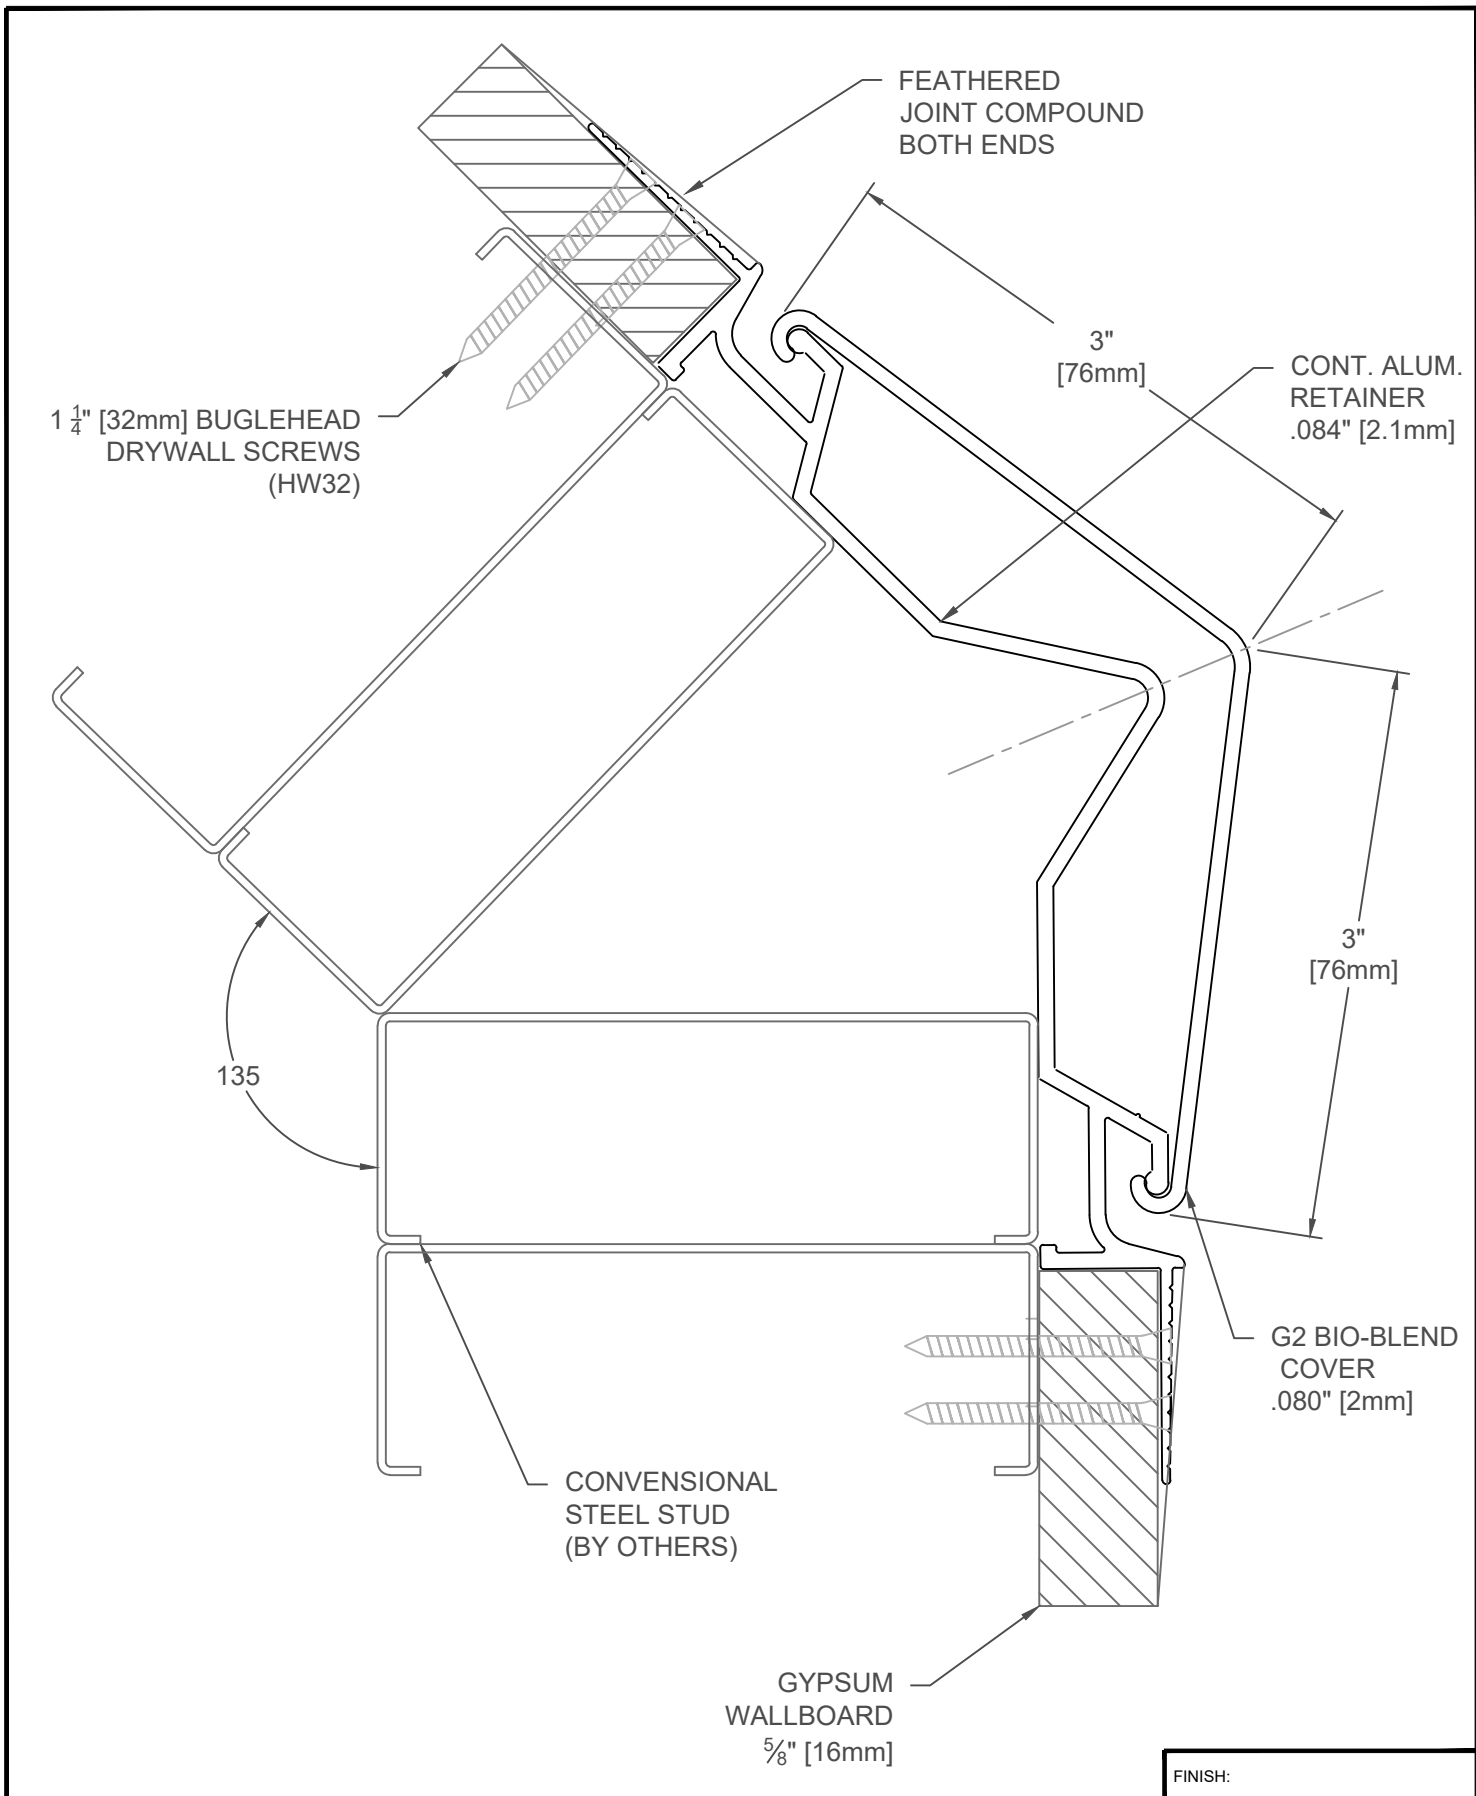 FEATHERED
JOINT COMPOUND
BOTH ENDS
3"
[76mm]
CONT. ALUM.
RETAINER
.084" [2.1mm]
1 1/4" [32mm] BUGLEHEAD
DRYWALL SCREWS
(HW32)
3"
[76mm]
135
G2 BIO-BLEND
COVER
.080" [2mm]
CONVENSIONAL
STEEL STUD
(BY OTHERS)
GYPSUM
WALLBOARD
5/8" [16mm]
FINISH: